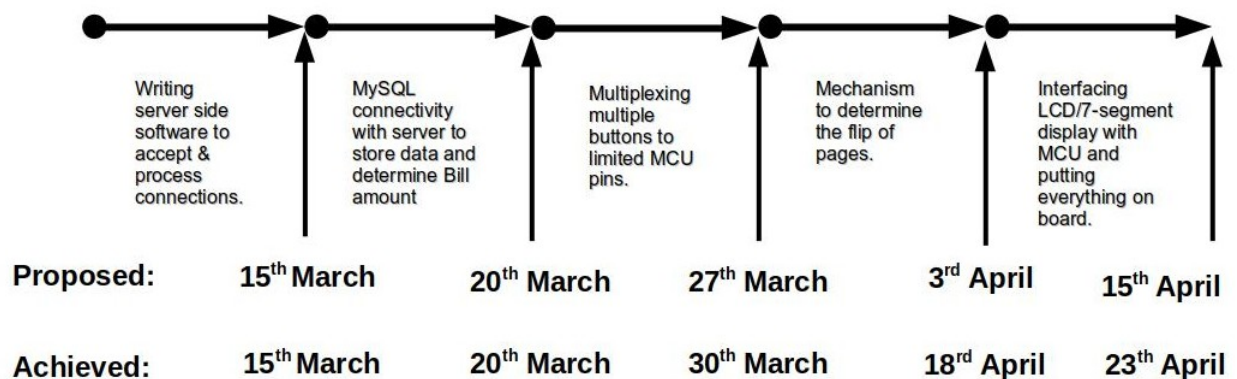 Writing
server side
software to
accept &
process
connections.
MySQL
connectivity
with server to
store data and
determine Bill
amount
Multiplexing
multiple
buttons to
limited MCU
pins.
Mechanism
to determine
the flip of
pages.
Interfacing
LCD/7-segment
display with
MCU and
putting
everything on
board.
Proposed: 15th March 20th March 27th March 3rd April 15th April
Achieved: 15th March 20th March 30th March 18rd April 23th April